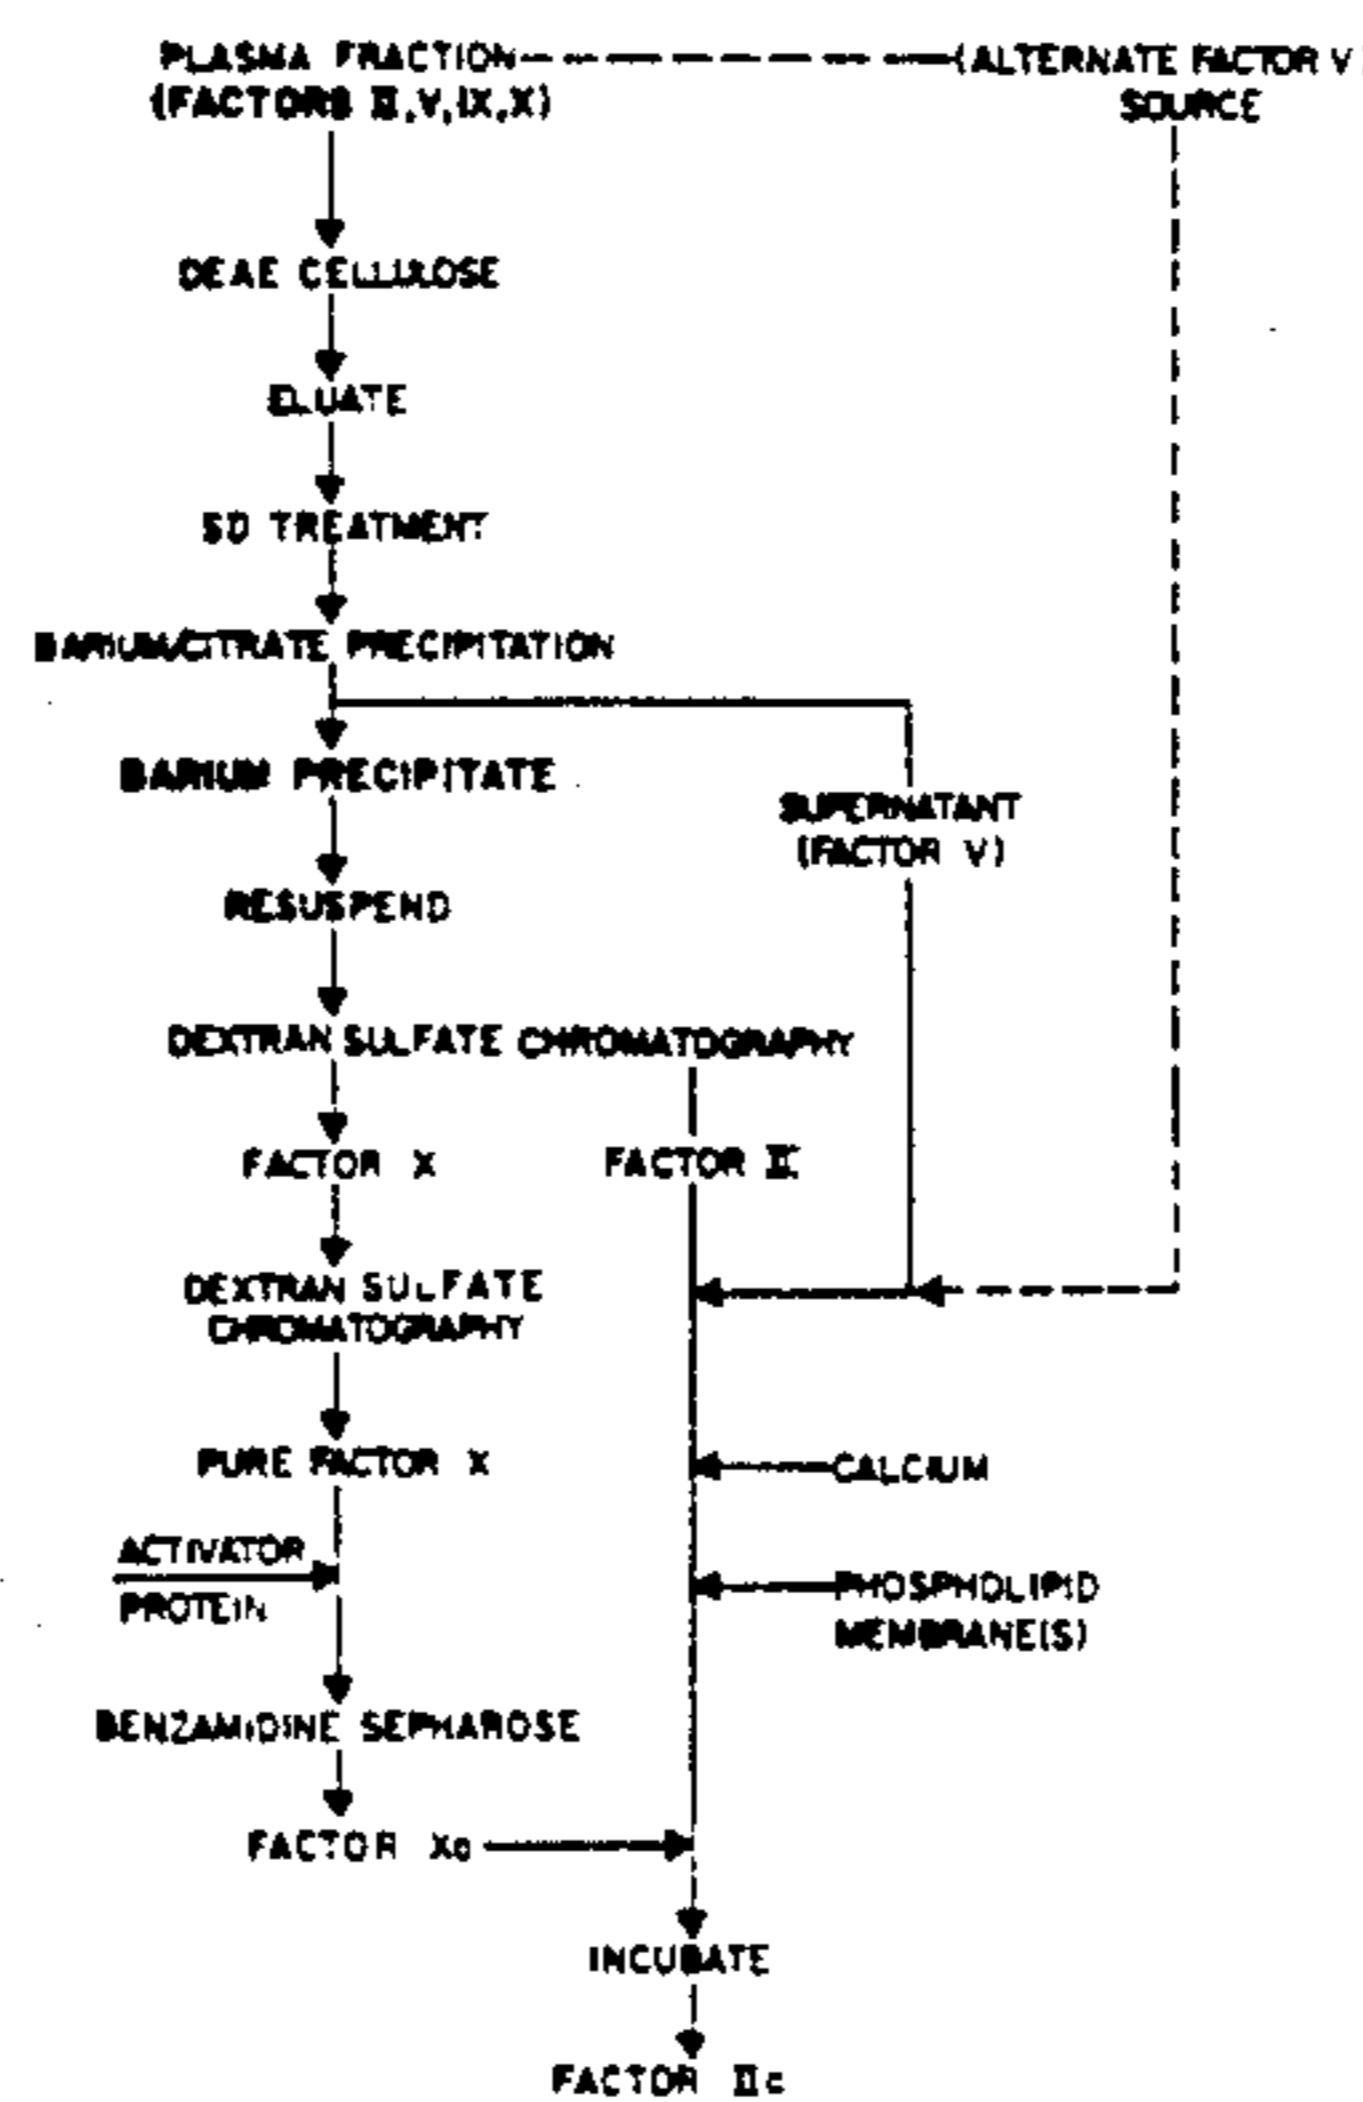 PLASMA FRACTION
(ALTERNATE FACTOR V
(FACTORS II,V,IX,X)
SOURCE
DEAE CELLULOSE
ELUATE
SD TREATMENT
BARIUM/CITRATE PRECIPITATION
BARIUM PRECIPITATE
SUPERNATANT
(FACTOR V)
RESUSPEND
DEXTRAN SULFATE CHROMATOGRAPHY
FACTOR X
FACTOR II
DEXTRAN SULFATE
CHROMATOGRAPHY
PURE FACTOR X
CALCIUM
ACTIVATOR
PROTEIN
PHOSPHOLIPID
MEMBRANE(S)
BENZAMIDINE SEPHAROSE
FACTOR Xa
INCUBATE
FACTOR IIa